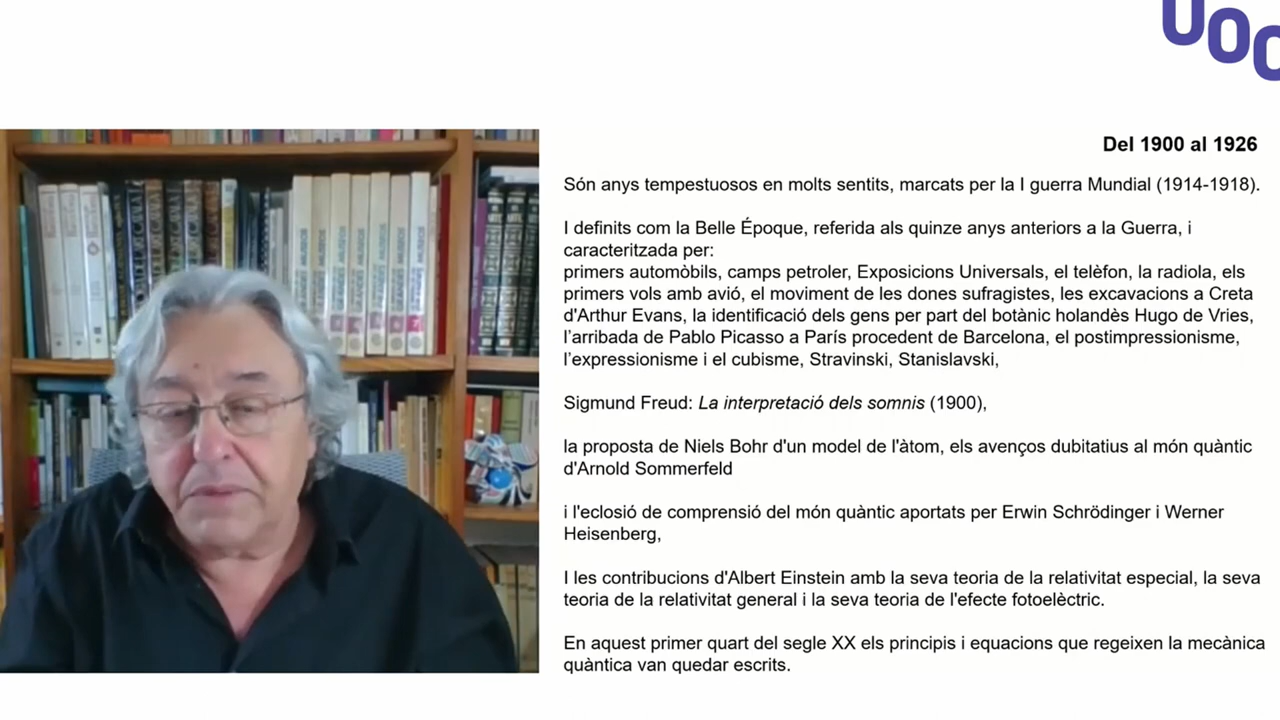 UOC
Del 1900 al 1926
Són anys tempestuosos en molts sentits, marcats per la I guerra Mundial (1914-1918).
I definits com la Belle Époque, referida als quinze anys anteriors a la Guerra, i
caracteritzada per:
primers automòbils, camps petroler, Exposicions Universals, el telèfon, la radiola, els
primers vols amb avió, el moviment de les dones sufragistes, les excavacions a Creta
d'Arthur Evans, la identificació dels gens per part del botànic holandès Hugo de Vries,
l’arribada de Pablo Picasso a París procedent de Barcelona, el postimpressionisme,
l’expressionisme i el cubisme, Stravinski, Stanislavski,
Sigmund Freud: La interpretació dels somnis (1900),
la proposta de Niels Bohr d'un model de l'àtom, els avenços dubitatius al món quàntic
d'Arnold Sommerfeld
i l'eclosió de comprensió del món quàntic aportats per Erwin Schrödinger i Werner
Heisenberg,
I les contribucions d'Albert Einstein amb la seva teoria de la relativitat especial, la seva
teoria de la relativitat general i la seva teoria de l'efecte fotoelèctric.
En aquest primer quart del segle XX els principis i equacions que regeixen la mecànica
quàntica van quedar escrits.